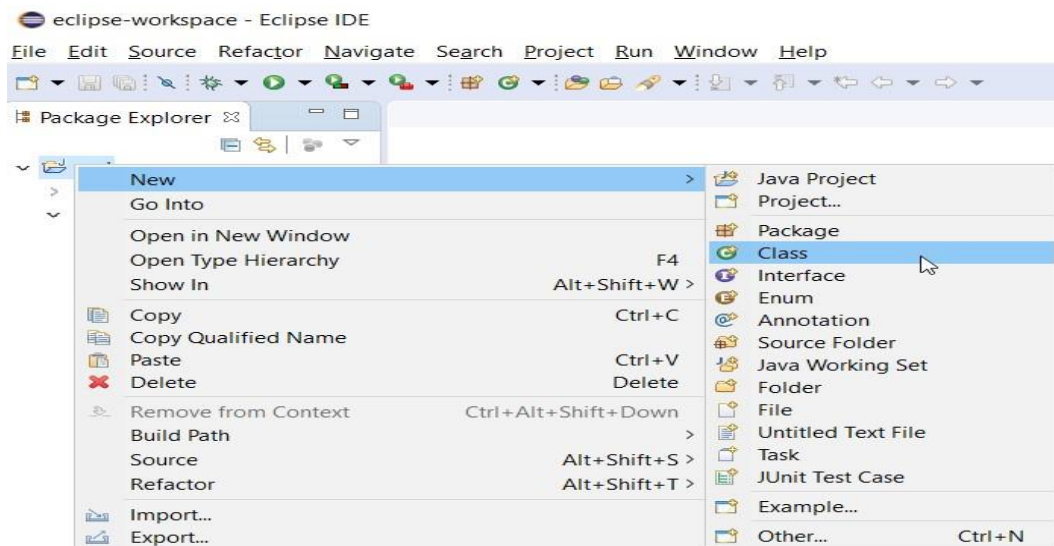 eclipse-workspace - Eclipse IDE
File Edit Source Refactor Navigate Search Project Run Window Help
Package Explorer
New
Go Into
Open in New Window
Open Type Hierarchy F4
Show In Alt+Shift+W >
Copy Ctrl+C
Copy Qualified Name
Paste Ctrl+V
Delete Delete
Remove from Context Ctrl+Alt+Shift+Down
Build Path
Source Alt+Shift+S >
Refactor Alt+Shift+T >
Import...
Export...
Java Project
Project...
Package
Class
Interface
Enum
Annotation
Source Folder
Java Working Set
Folder
File
Untitled Text File
Task
JUnit Test Case
Example...
Other... Ctrl+N